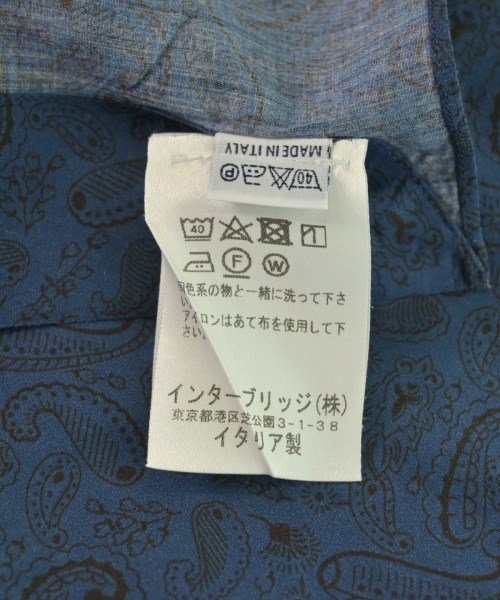 MADE IN ITALY
40 P
40
F W
同色系の物と一緒に洗って下さ
い。
アイロンはあて布を使用して下
さい。
インターブリッジ(株)
東京都港区芝公園3-1-38
イタリア製